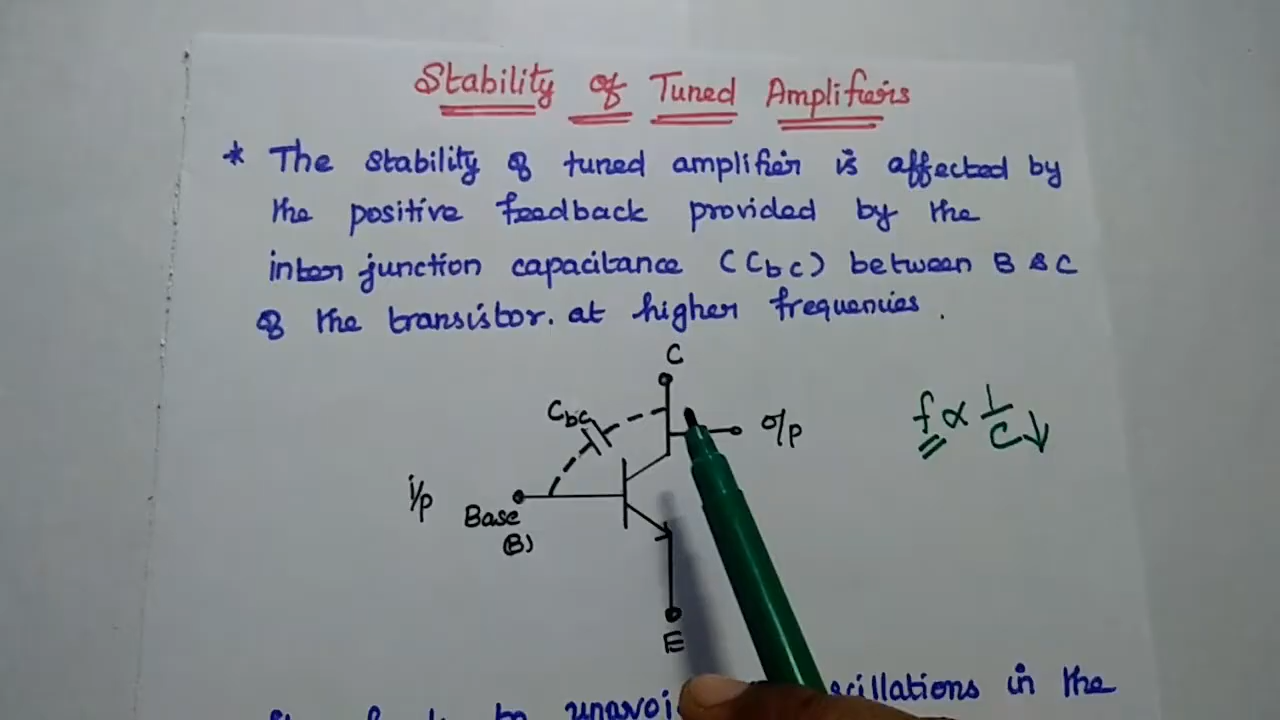 Stability of Tuned Amplifiers
* The stability of tuned amplifier is affected by
the positive feedback provided by the
inter junction capacitance (Cbc) between B & C
of the transistor. at higher frequencies.
C
Cbc
o/p
f ∝ 1/C ↓
i/p
Base
(B)
E
in the